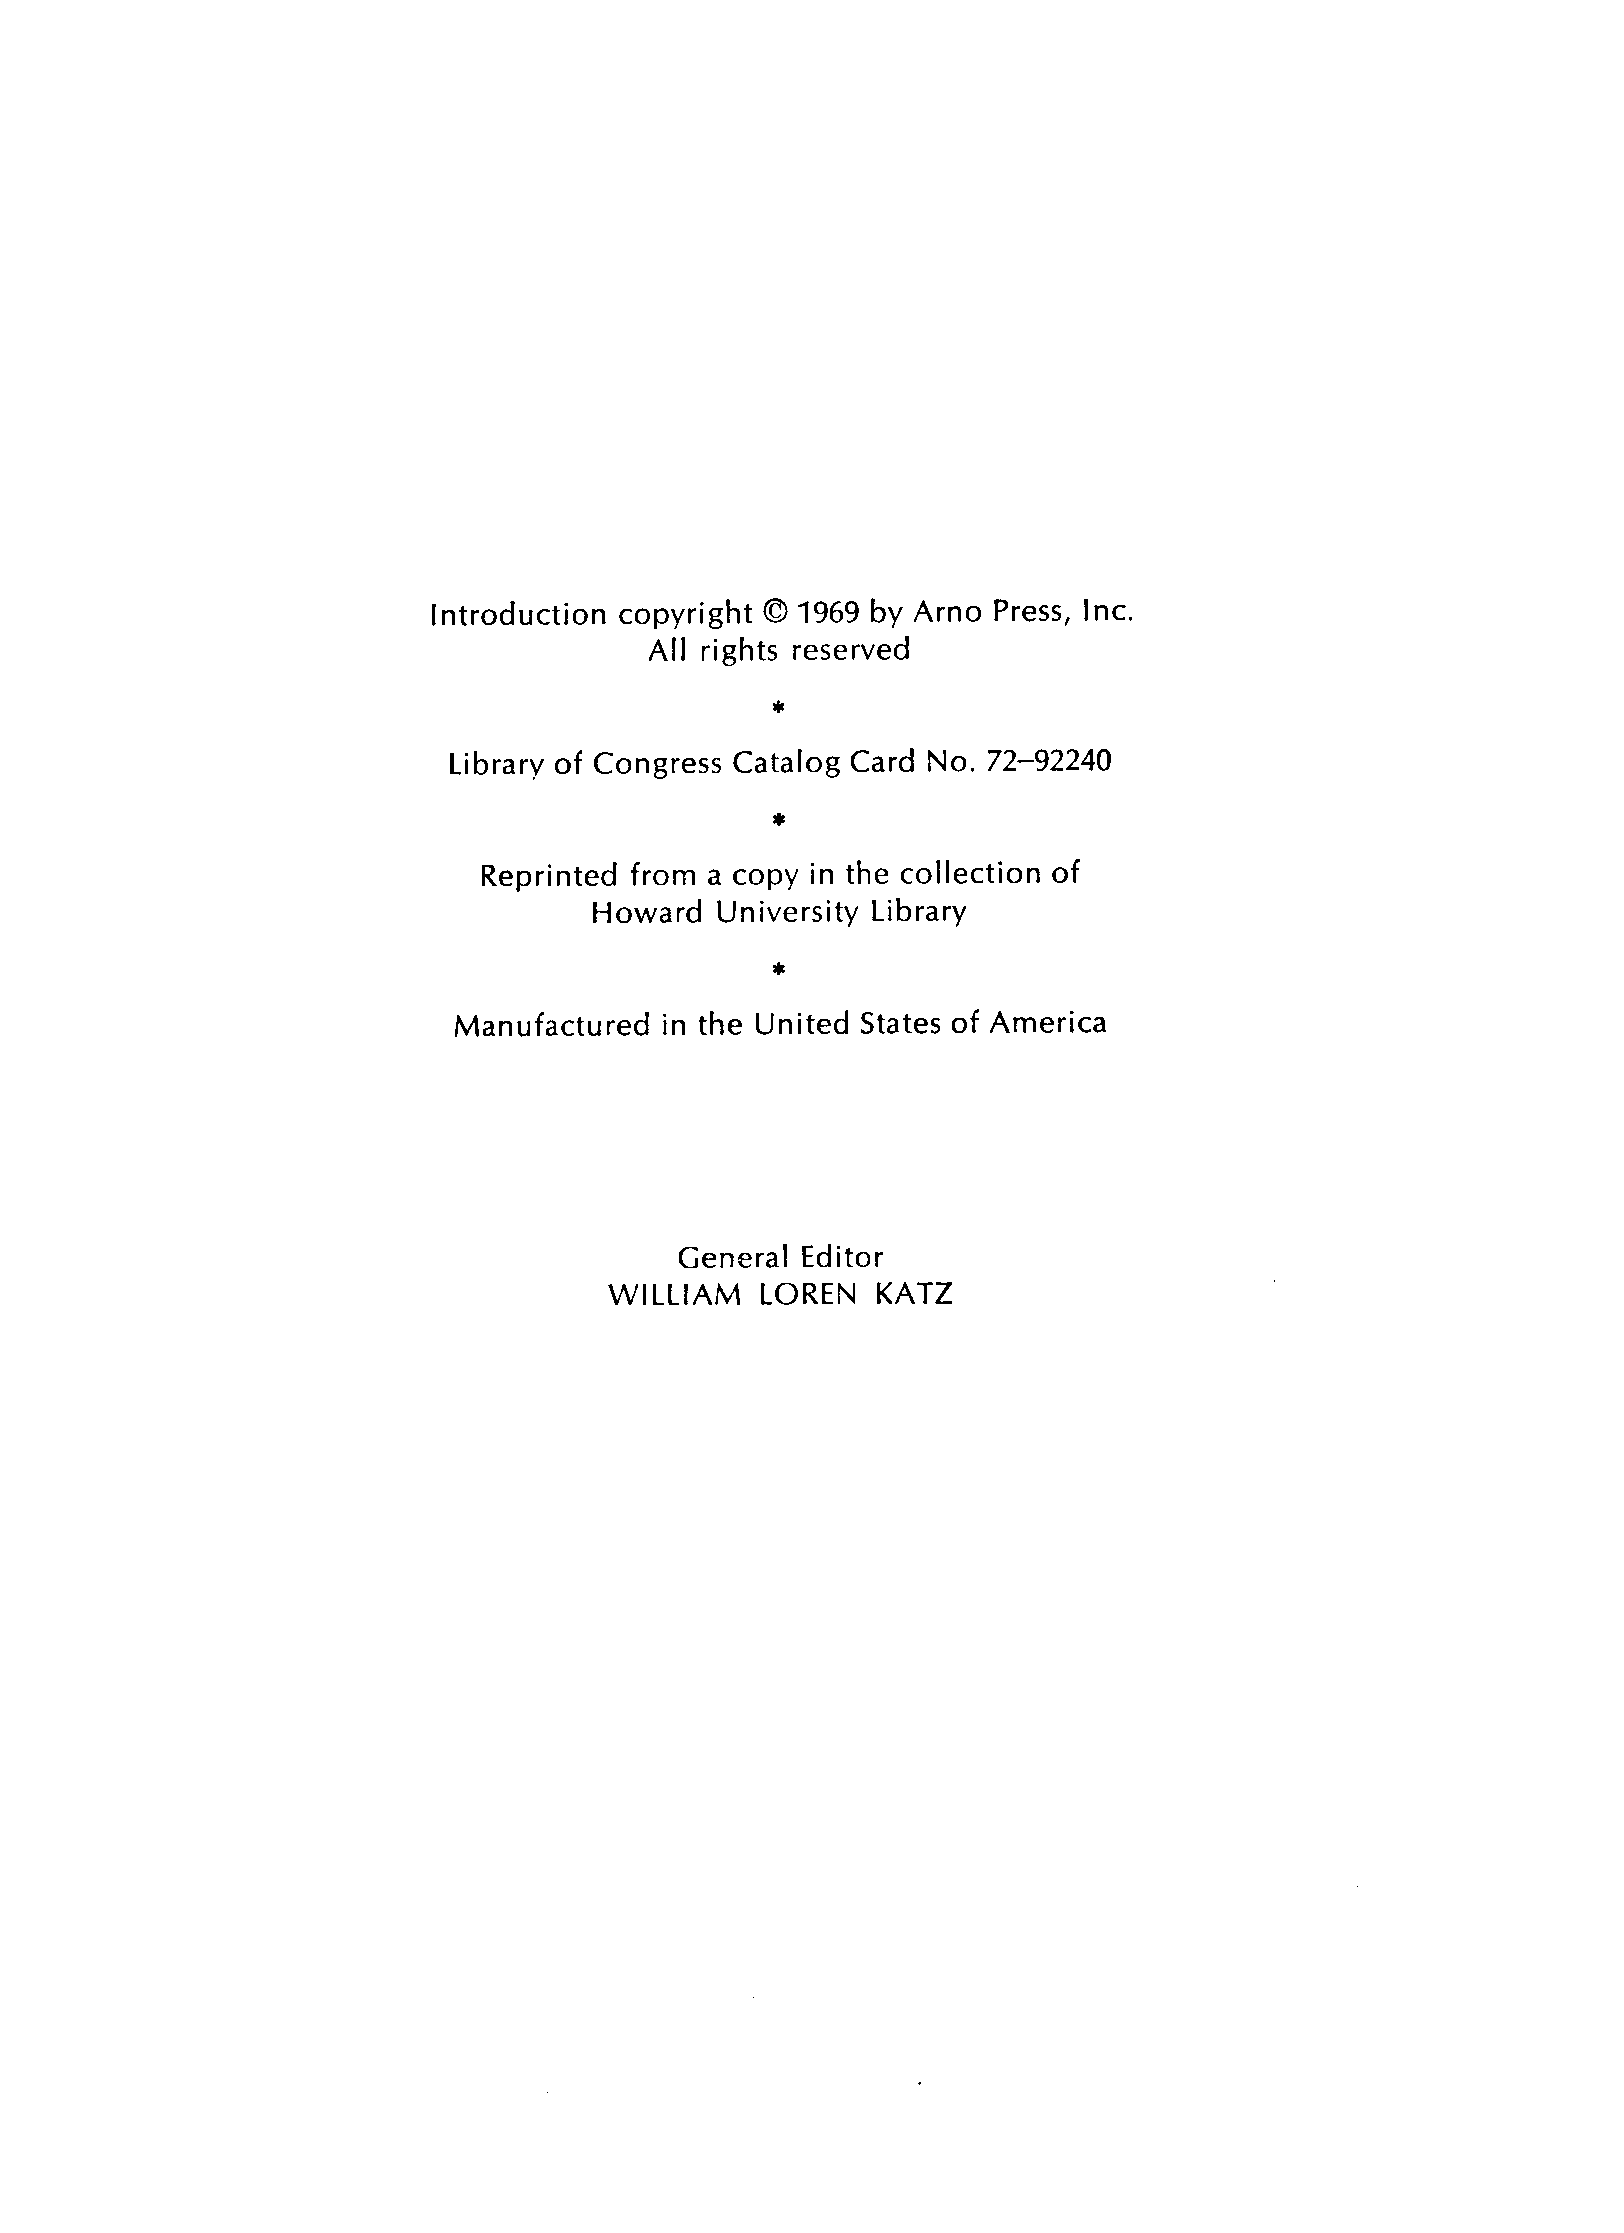 Introduction copyright © 1969 by Arno Press, Inc.
All rights reserved
*
Library of Congress Catalog Card No. 72–92240
*
Reprinted from a copy in the collection of
Howard University Library
*
Manufactured in the United States of America
General Editor
WILLIAM LOREN KATZ